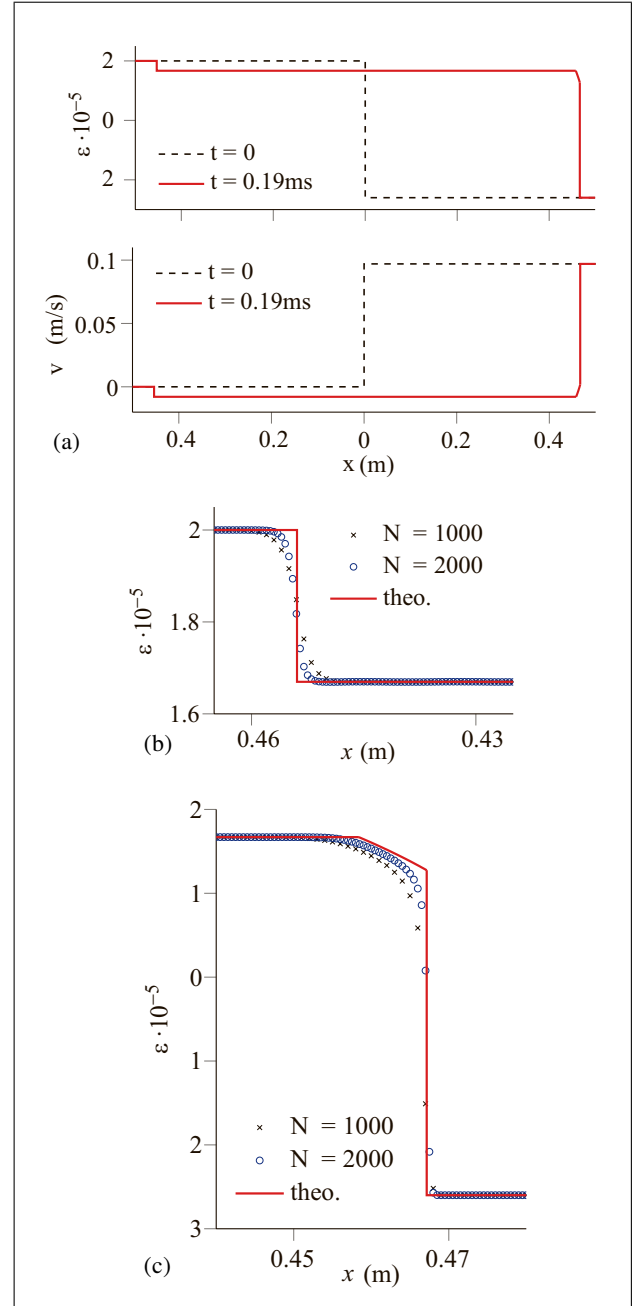 2
0
2
ε ·10⁻⁵
t = 0
t = 0.19ms
0.1
0.05
0
v (m/s)
t = 0
t = 0.19ms
0.4
0.2
0
0.2
0.4
x (m)
(a)
2
1.8
1.6
ε ·10⁻⁵
N = 1000
N = 2000
theo.
0.46
0.43
x (m)
(b)
2
1
0
1
2
3
ε ·10⁻⁵
N = 1000
N = 2000
theo.
0.45
0.47
x (m)
(c)